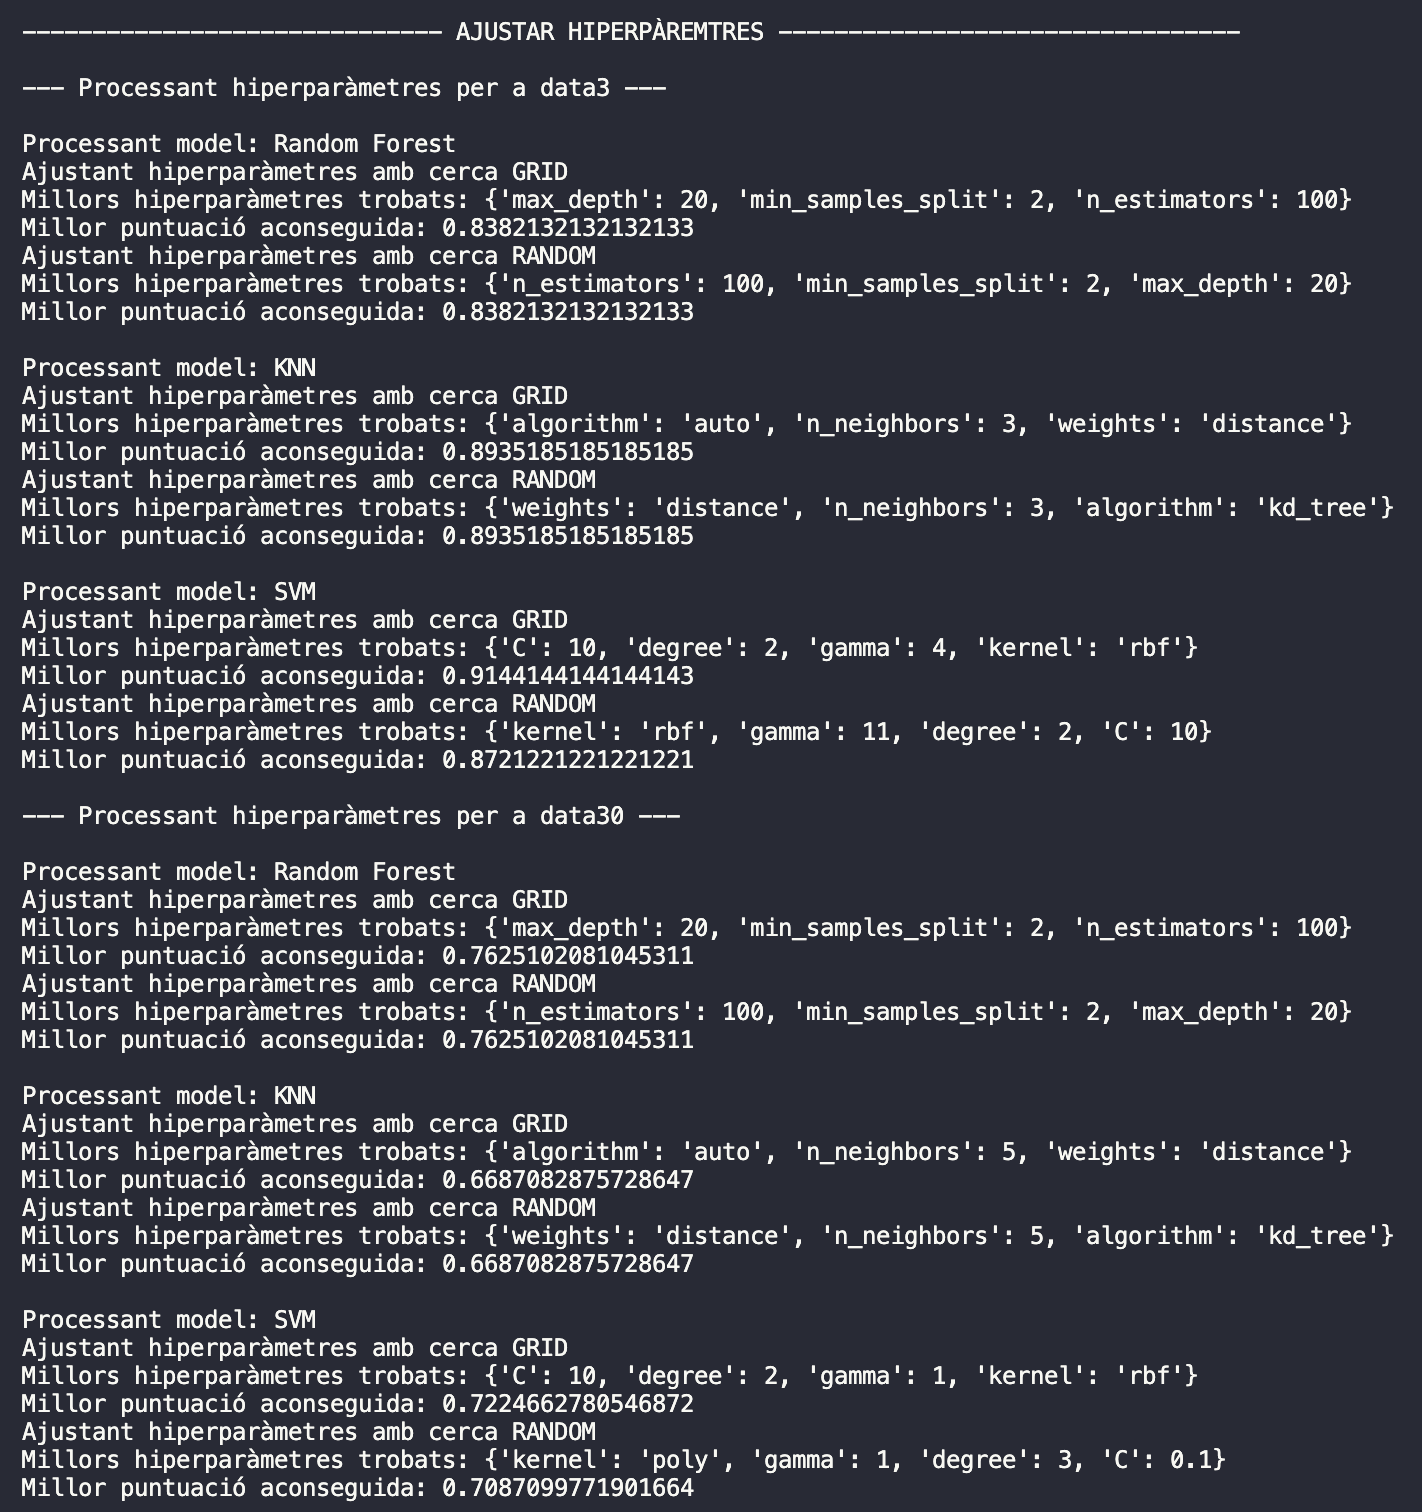 ------------------------------ AJUSTAR HIPERPÀREMTRES ---------------------------------
--- Processant hiperparàmetres per a data3 ---
Processant model: Random Forest
Ajustant hiperparàmetres amb cerca GRID
Millors hiperparàmetres trobats: {'max_depth': 20, 'min_samples_split': 2, 'n_estimators': 100}
Millor puntuació aconseguida: 0.8382132132132133
Ajustant hiperparàmetres amb cerca RANDOM
Millors hiperparàmetres trobats: {'n_estimators': 100, 'min_samples_split': 2, 'max_depth': 20}
Millor puntuació aconseguida: 0.8382132132132133
Processant model: KNN
Ajustant hiperparàmetres amb cerca GRID
Millors hiperparàmetres trobats: {'algorithm': 'auto', 'n_neighbors': 3, 'weights': 'distance'}
Millor puntuació aconseguida: 0.8935185185185185
Ajustant hiperparàmetres amb cerca RANDOM
Millors hiperparàmetres trobats: {'weights': 'distance', 'n_neighbors': 3, 'algorithm': 'kd_tree'}
Millor puntuació aconseguida: 0.8935185185185185
Processant model: SVM
Ajustant hiperparàmetres amb cerca GRID
Millors hiperparàmetres trobats: {'C': 10, 'degree': 2, 'gamma': 4, 'kernel': 'rbf'}
Millor puntuació aconseguida: 0.9144144144144143
Ajustant hiperparàmetres amb cerca RANDOM
Millors hiperparàmetres trobats: {'kernel': 'rbf', 'gamma': 11, 'degree': 2, 'C': 10}
Millor puntuació aconseguida: 0.8721221221221221
--- Processant hiperparàmetres per a data30 ---
Processant model: Random Forest
Ajustant hiperparàmetres amb cerca GRID
Millors hiperparàmetres trobats: {'max_depth': 20, 'min_samples_split': 2, 'n_estimators': 100}
Millor puntuació aconseguida: 0.7625102081045311
Ajustant hiperparàmetres amb cerca RANDOM
Millors hiperparàmetres trobats: {'n_estimators': 100, 'min_samples_split': 2, 'max_depth': 20}
Millor puntuació aconseguida: 0.7625102081045311
Processant model: KNN
Ajustant hiperparàmetres amb cerca GRID
Millors hiperparàmetres trobats: {'algorithm': 'auto', 'n_neighbors': 5, 'weights': 'distance'}
Millor puntuació aconseguida: 0.6687082875728647
Ajustant hiperparàmetres amb cerca RANDOM
Millors hiperparàmetres trobats: {'weights': 'distance', 'n_neighbors': 5, 'algorithm': 'kd_tree'}
Millor puntuació aconseguida: 0.6687082875728647
Processant model: SVM
Ajustant hiperparàmetres amb cerca GRID
Millors hiperparàmetres trobats: {'C': 10, 'degree': 2, 'gamma': 1, 'kernel': 'rbf'}
Millor puntuació aconseguida: 0.7224662780546872
Ajustant hiperparàmetres amb cerca RANDOM
Millors hiperparàmetres trobats: {'kernel': 'poly', 'gamma': 1, 'degree': 3, 'C': 0.1}
Millor puntuació aconseguida: 0.7087099771901664